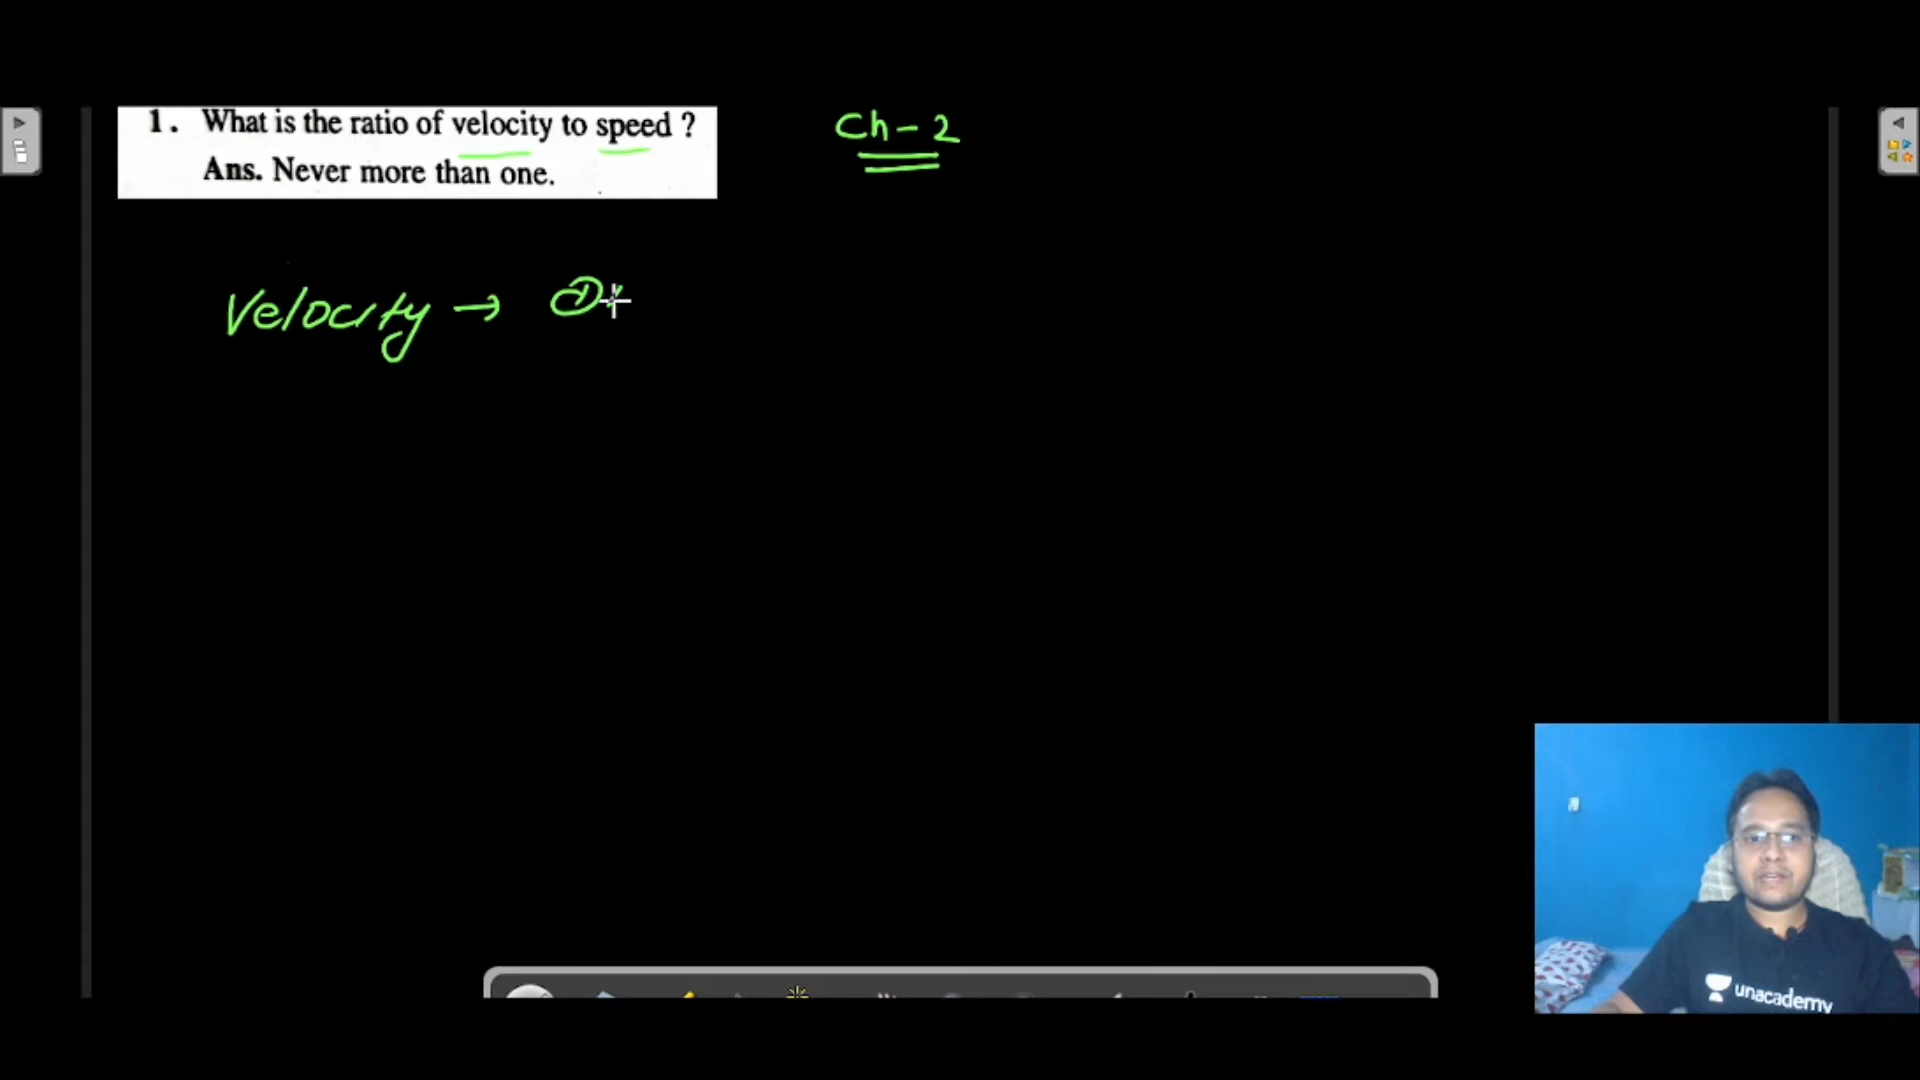 1. What is the ratio of velocity to speed ?
Ans. Never more than one.
Ch - 2
Velocity →
unacademy